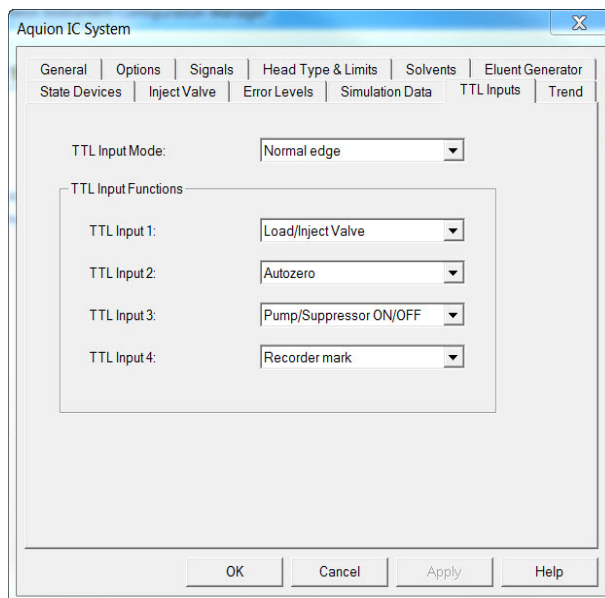 Aquion IC System
X
General Options Signals Head Type & Limits Solvents Eluent Generator
State Devices Inject Valve Error Levels Simulation Data TTL Inputs Trend
TTL Input Mode: Normal edge
TTL Input Functions
TTL Input 1: Load/Inject Valve
TTL Input 2: Autozero
TTL Input 3: Pump/Suppressor ON/OFF
TTL Input 4: Recorder mark
OK Cancel Apply Help